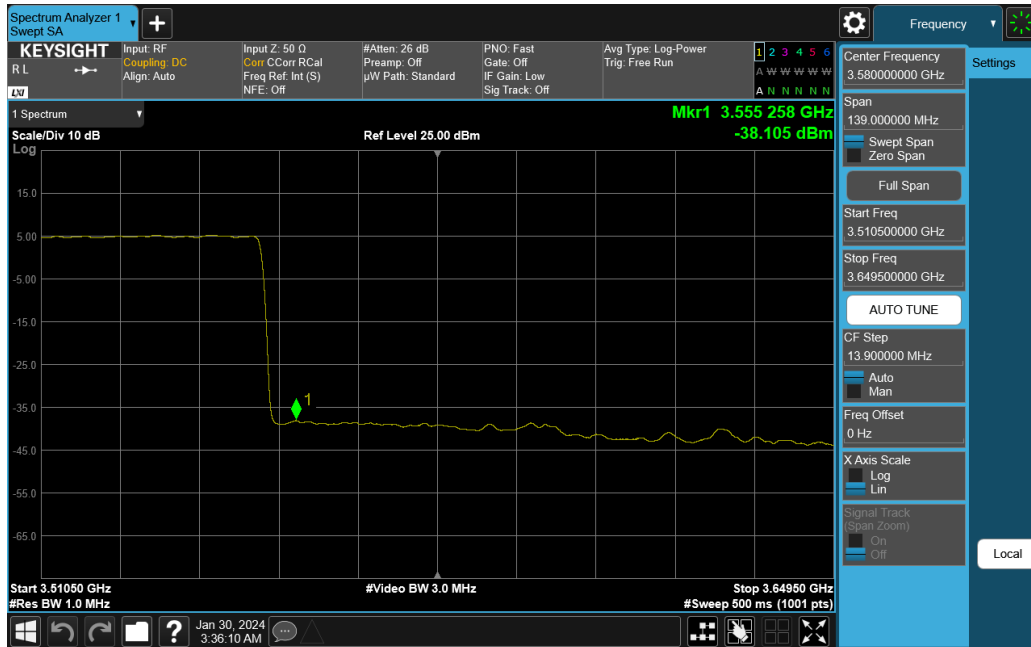 Spectrum Analyzer 1
Swept SA
Frequency
KEYSIGHT
R L
LXI
Input: RF
Coupling: DC
Align: Auto
Input Z: 50 Ω
Corr CCorr RCal
Freq Ref: Int (S)
NFE: Off
#Atten: 26 dB
Preamp: Off
µW Path: Standard
PNO: Fast
Gate: Off
IF Gain: Low
Sig Track: Off
Avg Type: Log-Power
Trig: Free Run
1 2 3 4 5 6
A W W W W W
A N N N N N
1 Spectrum
Scale/Div 10 dB
Log
Ref Level 25.00 dBm
Mkr1 3.555 258 GHz
-38.105 dBm
15.0
5.00
-5.00
-15.0
-25.0
-35.0
-45.0
-55.0
-65.0
1
Start 3.51050 GHz
#Res BW 1.0 MHz
#Video BW 3.0 MHz
Stop 3.64950 GHz
#Sweep 500 ms (1001 pts)
Center Frequency
3.580000000 GHz
Span
139.000000 MHz
Swept Span
Zero Span
Full Span
Start Freq
3.510500000 GHz
Stop Freq
3.649500000 GHz
AUTO TUNE
CF Step
13.900000 MHz
Auto
Man
Freq Offset
0 Hz
X Axis Scale
Log
Lin
Signal Track
(Span Zoom)
On
Off
Settings
Local
?
Jan 30, 2024
3:36:10 AM